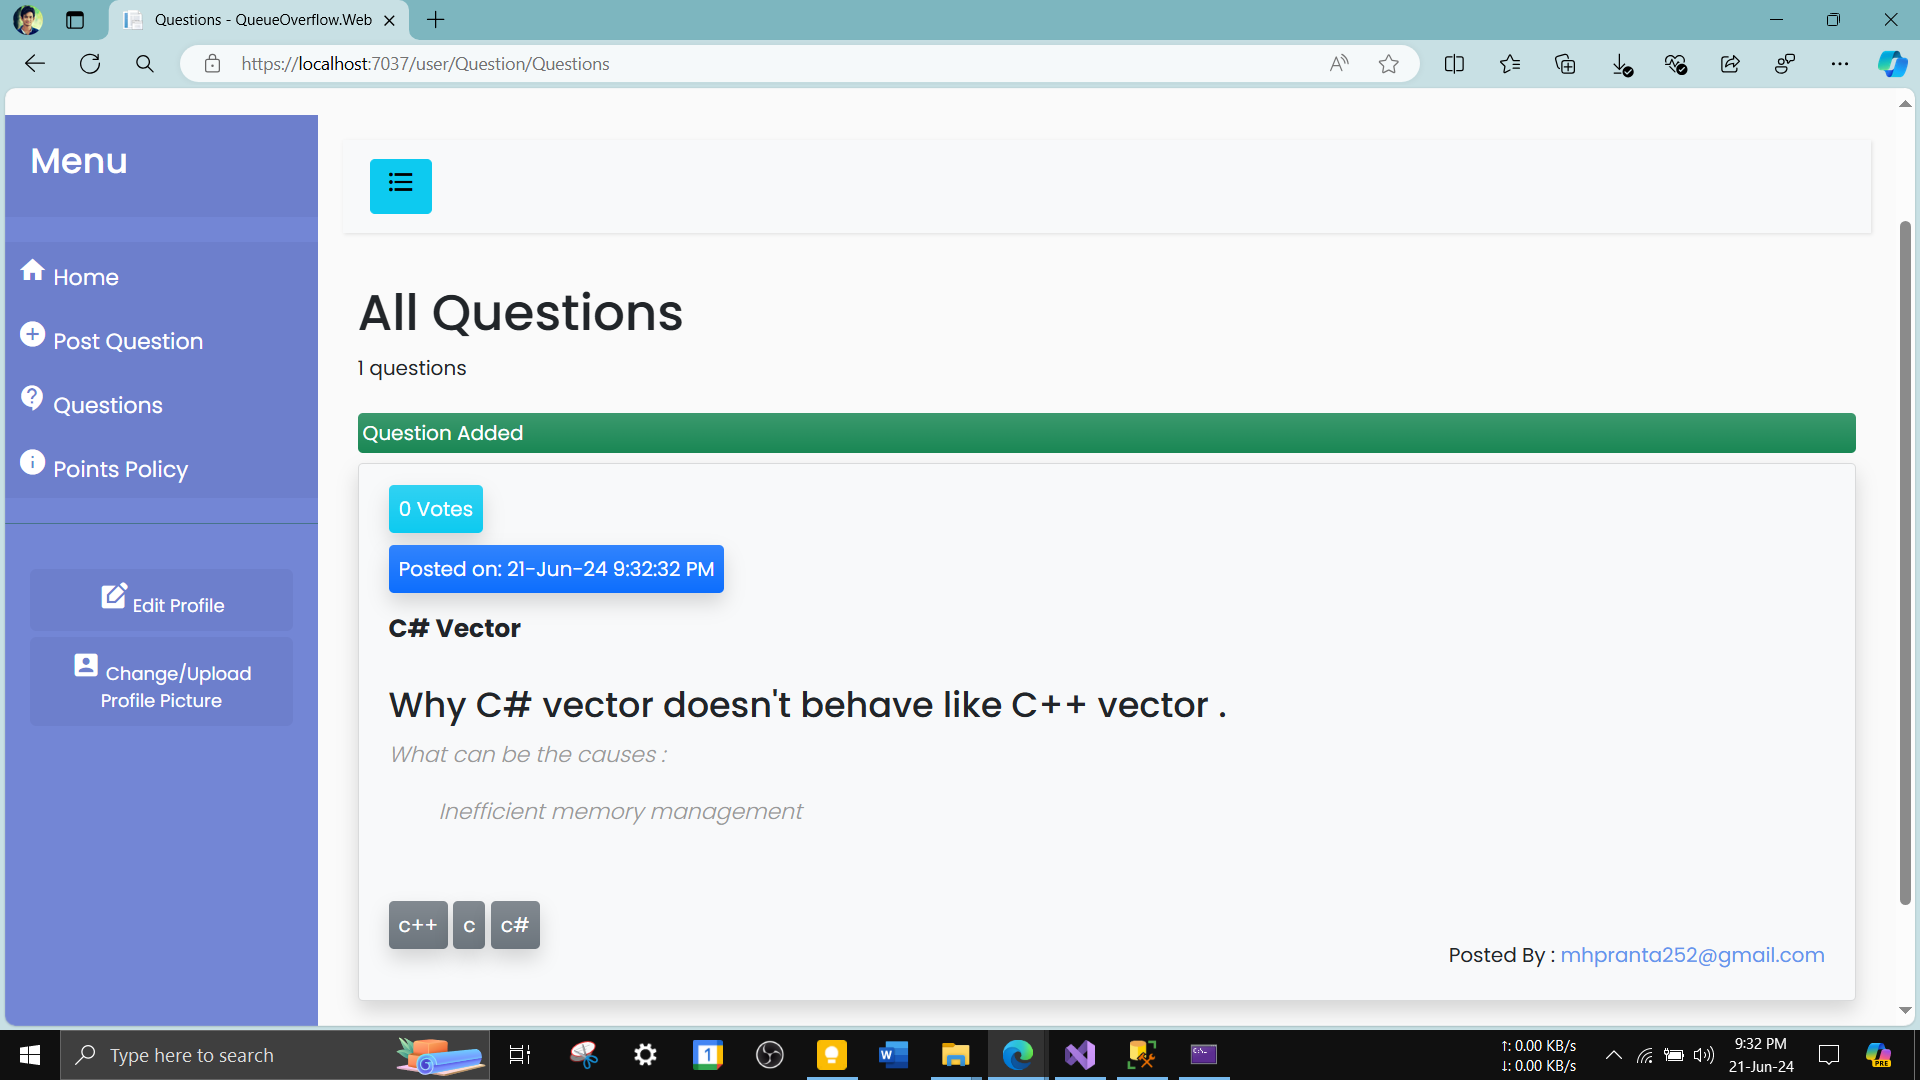 Questions - QueueOverflow.Web
https://localhost:7037/user/Question/Questions
Menu
Home
Post Question
Questions
Points Policy
Edit Profile
Change/Upload
Profile Picture
All Questions
1 questions
Question Added
0 Votes
Posted on: 21-Jun-24 9:32:32 PM
C# Vector
Why C# vector doesn't behave like C++ vector .
What can be the causes :
Inefficient memory management
c++ c c#
Posted By : mhpranta252@gmail.com
Type here to search
1
W
↑: 0.00 KB/s
↓: 0.00 KB/s
9:32 PM
21-Jun-24
PRE